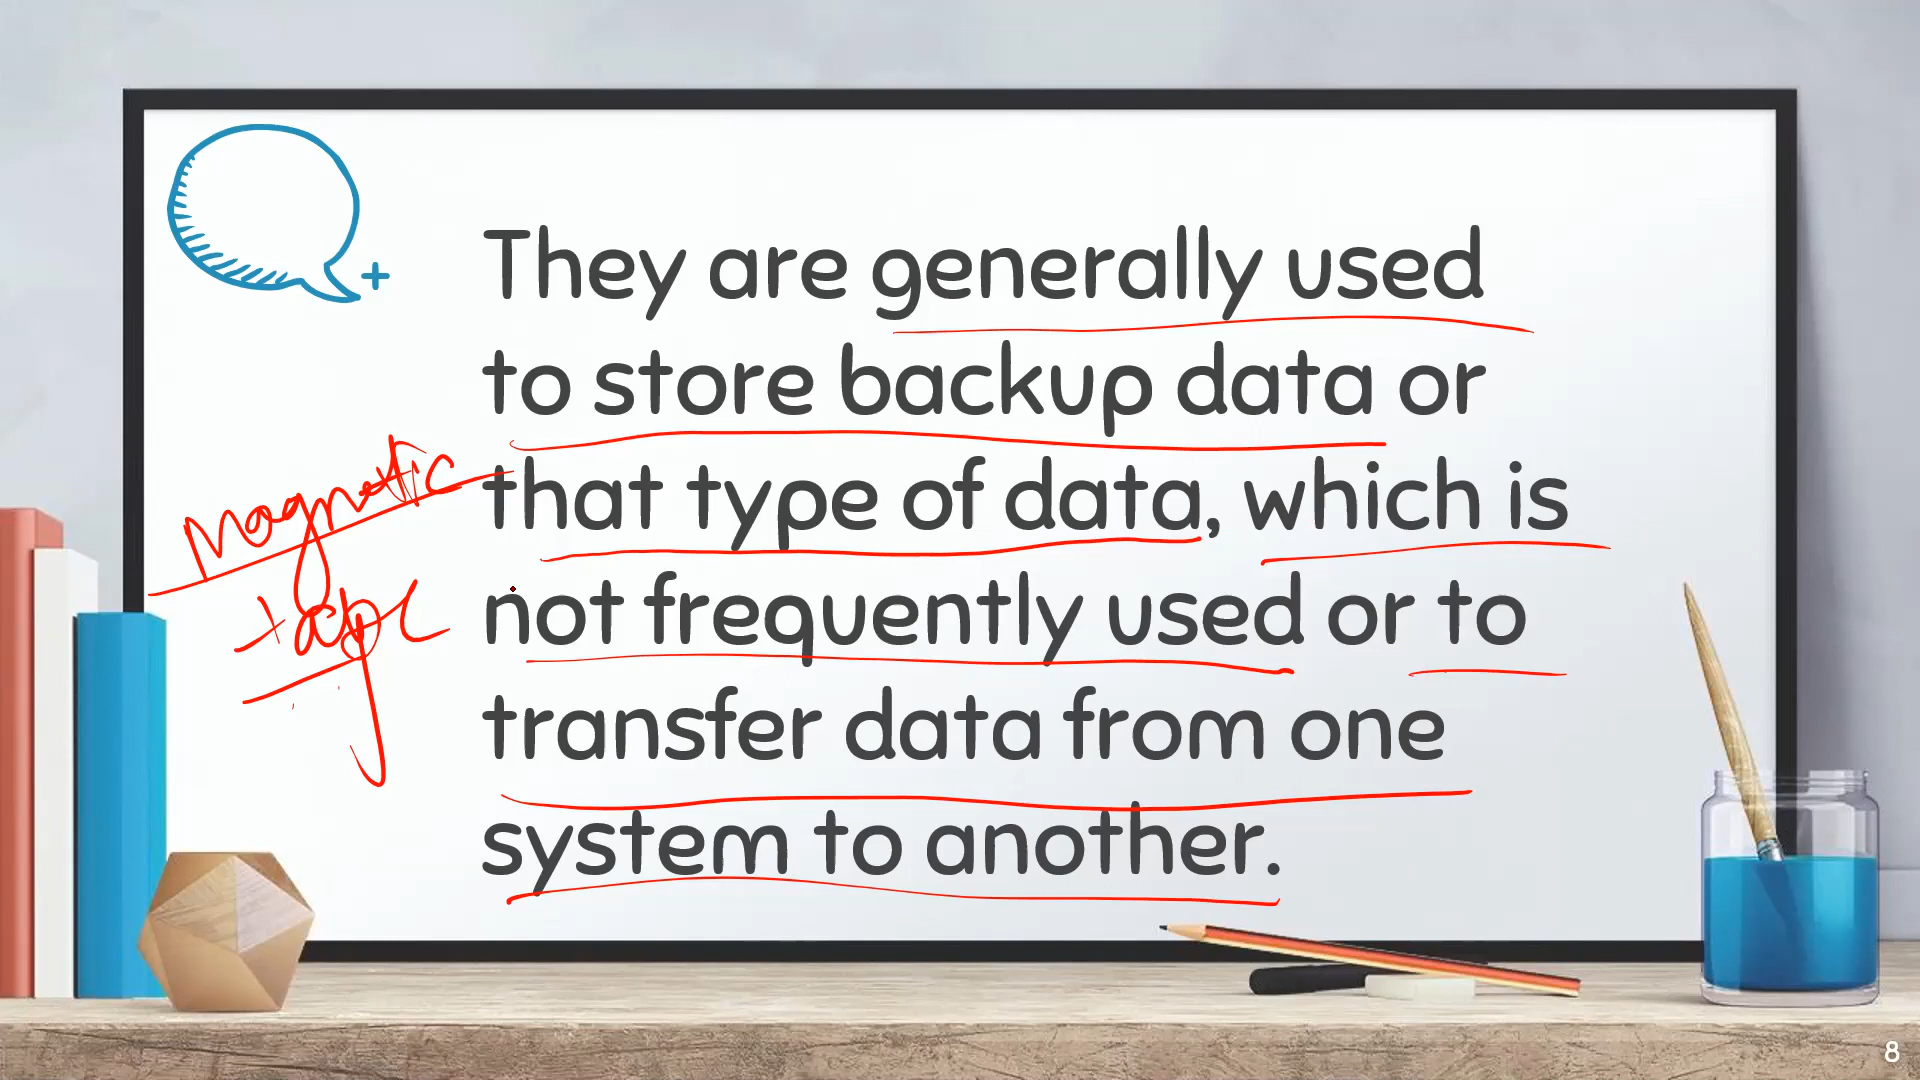 They are generally used
to store backup data or
that type of data, which is
not frequently used or to
transfer data from one
system to another.
Magnetic
tape
8